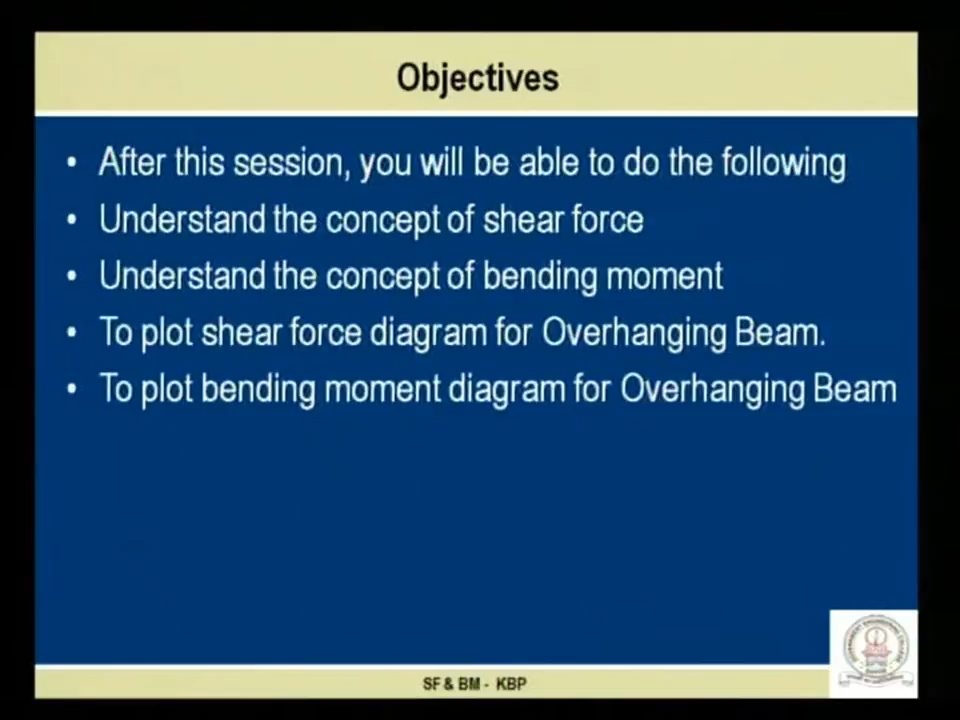 Objectives
• After this session, you will be able to do the following
• Understand the concept of shear force
• Understand the concept of bending moment
• To plot shear force diagram for Overhanging Beam.
• To plot bending moment diagram for Overhanging Beam
SF & BM - KBP